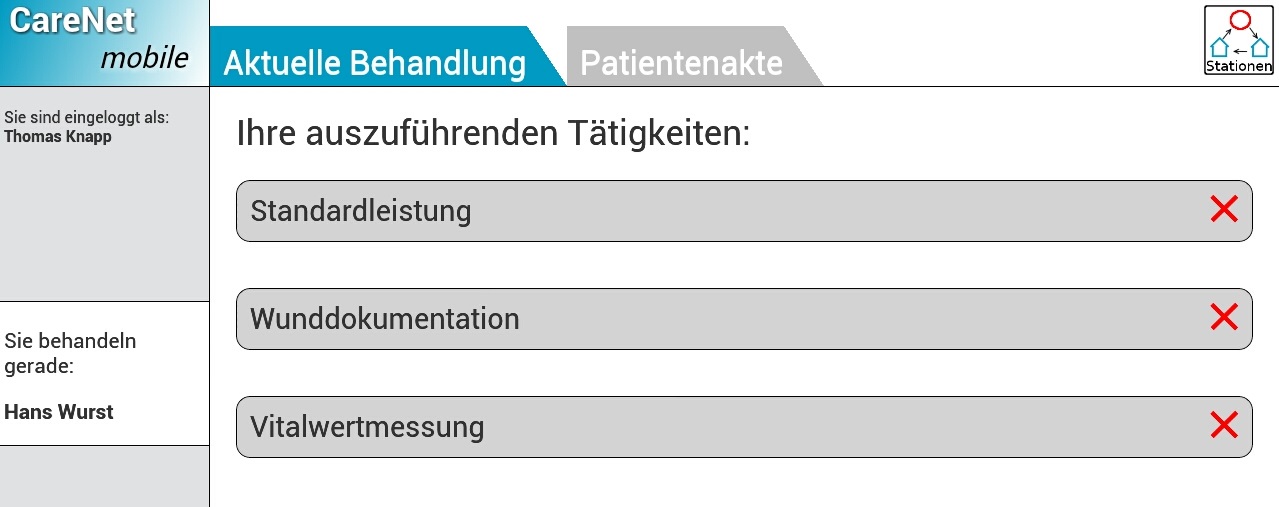 CareNet
mobile
Aktuelle Behandlung
Patientenakte
Stationen
Sie sind eingeloggt als:
Thomas Knapp
Ihre auszuführenden Tätigkeiten:
Standardleistung
Wunddokumentation
Sie behandeln
gerade:
Hans Wurst
Vitalwertmessung